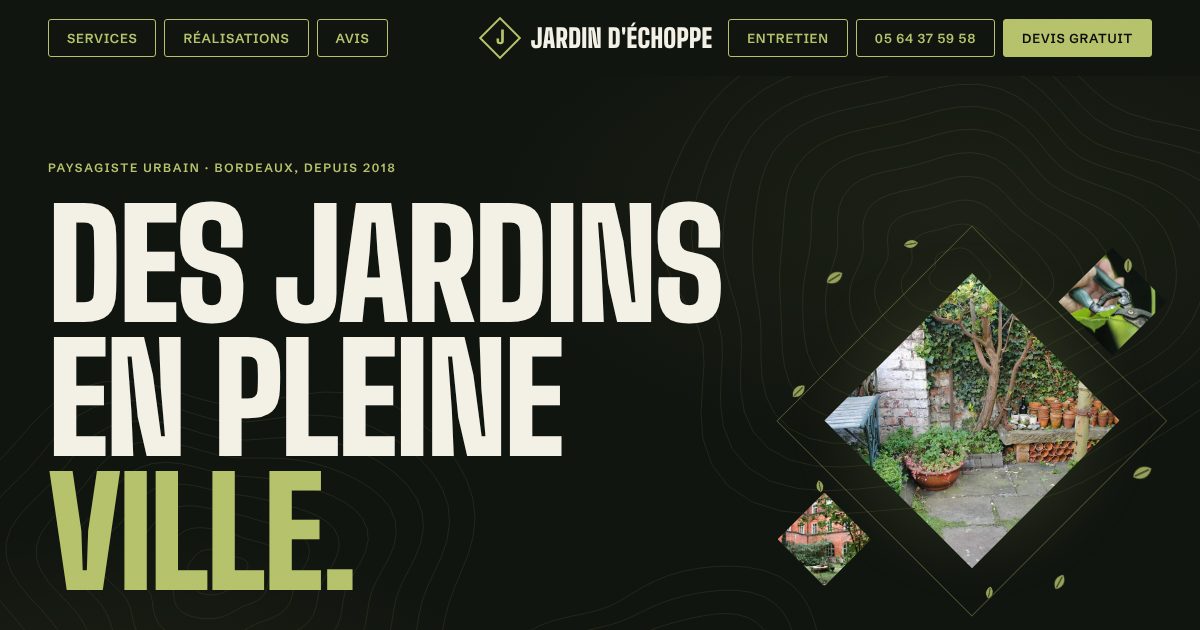 SERVICES
RÉALISATIONS
AVIS
J
JARDIN D'ÉCHOPPE
ENTRETIEN
05 64 37 59 58
DEVIS GRATUIT
PAYSAGISTE URBAIN · BORDEAUX, DEPUIS 2018
DES JARDINS
EN PLEINE
VILLE.